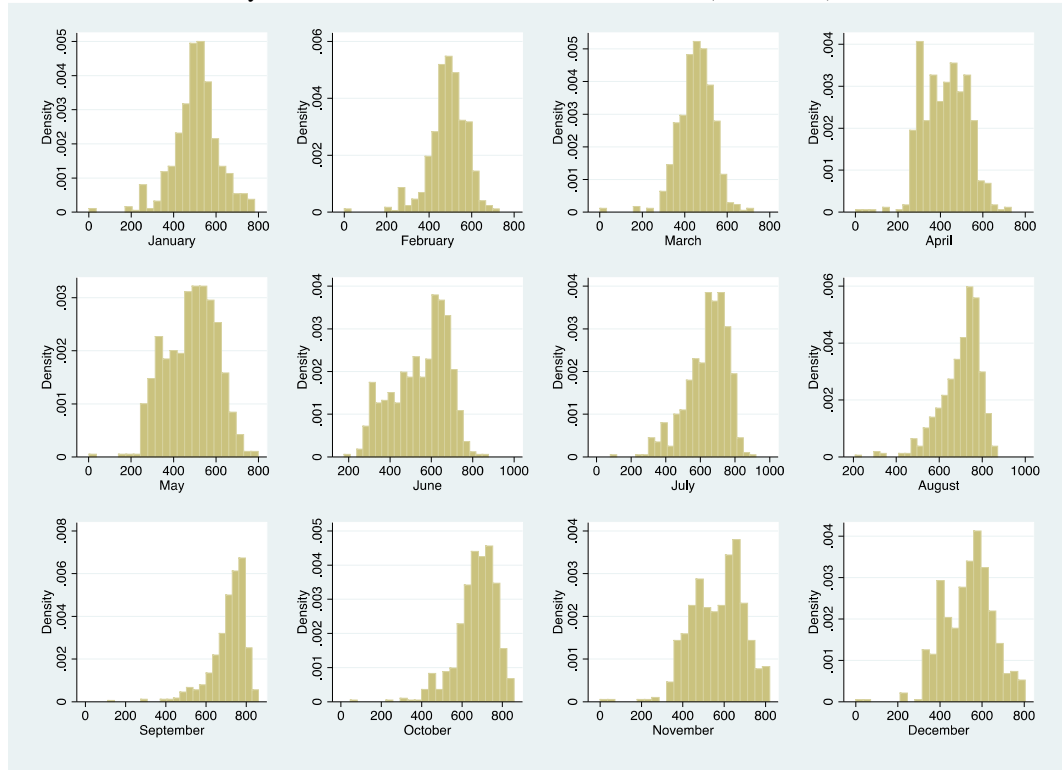 Density
0 .001 .002 .003 .004 .005
0 200 400 600 800
January
Density
0 .002 .004 .006
0 200 400 600 800
February
Density
0 .001 .002 .003 .004 .005
0 200 400 600 800
March
Density
0 .001 .002 .003 .004
0 200 400 600 800
April
Density
0 .001 .002 .003
0 200 400 600 800
May
Density
0 .001 .002 .003 .004
200 400 600 800 1000
June
Density
0 .001 .002 .003 .004
0 200 400 600 800 1000
July
Density
0 .002 .004 .006
200 400 600 800 1000
August
Density
0 .002 .004 .006 .008
0 200 400 600 800
September
Density
0 .001 .002 .003 .004 .005
0 200 400 600 800
October
Density
0 .001 .002 .003 .004
0 200 400 600 800
November
Density
0 .001 .002 .003 .004
0 200 400 600 800
December